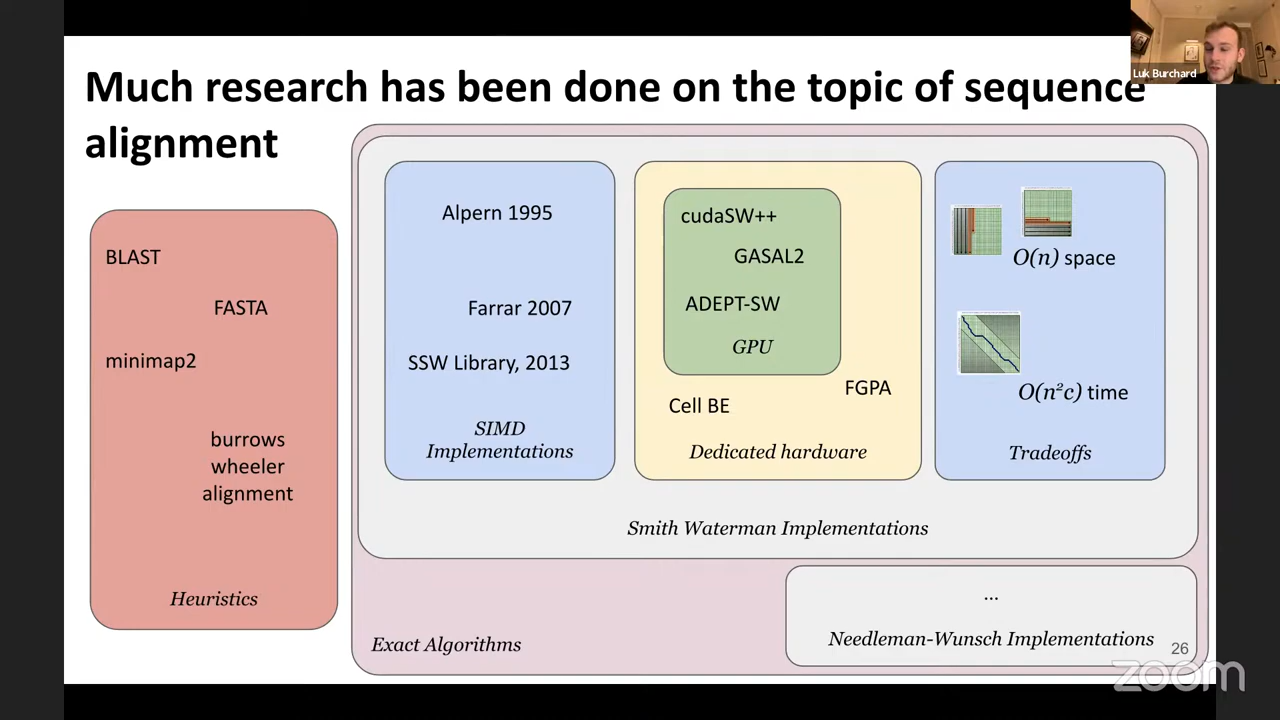 Luk Burchard
Much research has been done on the topic of sequence
alignment
BLAST
FASTA
minimap2
burrows
wheeler
alignment
Heuristics
Alpern 1995
Farrar 2007
SSW Library, 2013
SIMD
Implementations
cudaSW++
GASAL2
ADEPT-SW
GPU
FGPA
Cell BE
Dedicated hardware
O(n) space
O(n²c) time
Tradeoffs
Smith Waterman Implementations
...
Needleman-Wunsch Implementations
Exact Algorithms
26
zoom